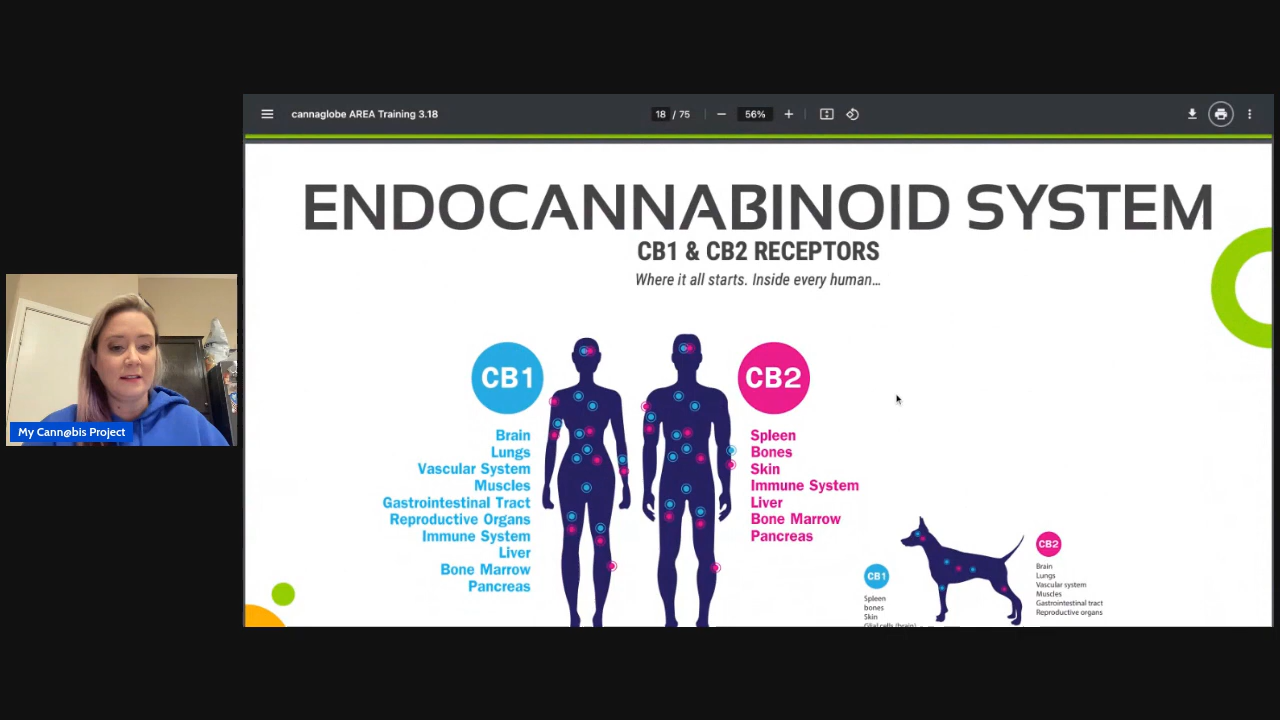 cannaglobe AREA Training 3.18
18 / 75
56%
ENDOCANNABINOID SYSTEM
CB1 & CB2 RECEPTORS
Where it all starts. Inside every human...
CB1
Brain
Lungs
Vascular System
Muscles
Gastrointestinal Tract
Reproductive Organs
Immune System
Liver
Bone Marrow
Pancreas
CB2
Spleen
Bones
Skin
Immune System
Liver
Bone Marrow
Pancreas
CB1
Spleen
bones
Skin
Glial cells (brain)
CB2
Brain
Lungs
Vascular system
Muscles
Gastrointestinal tract
Reproductive organs
My Cann@bis Project